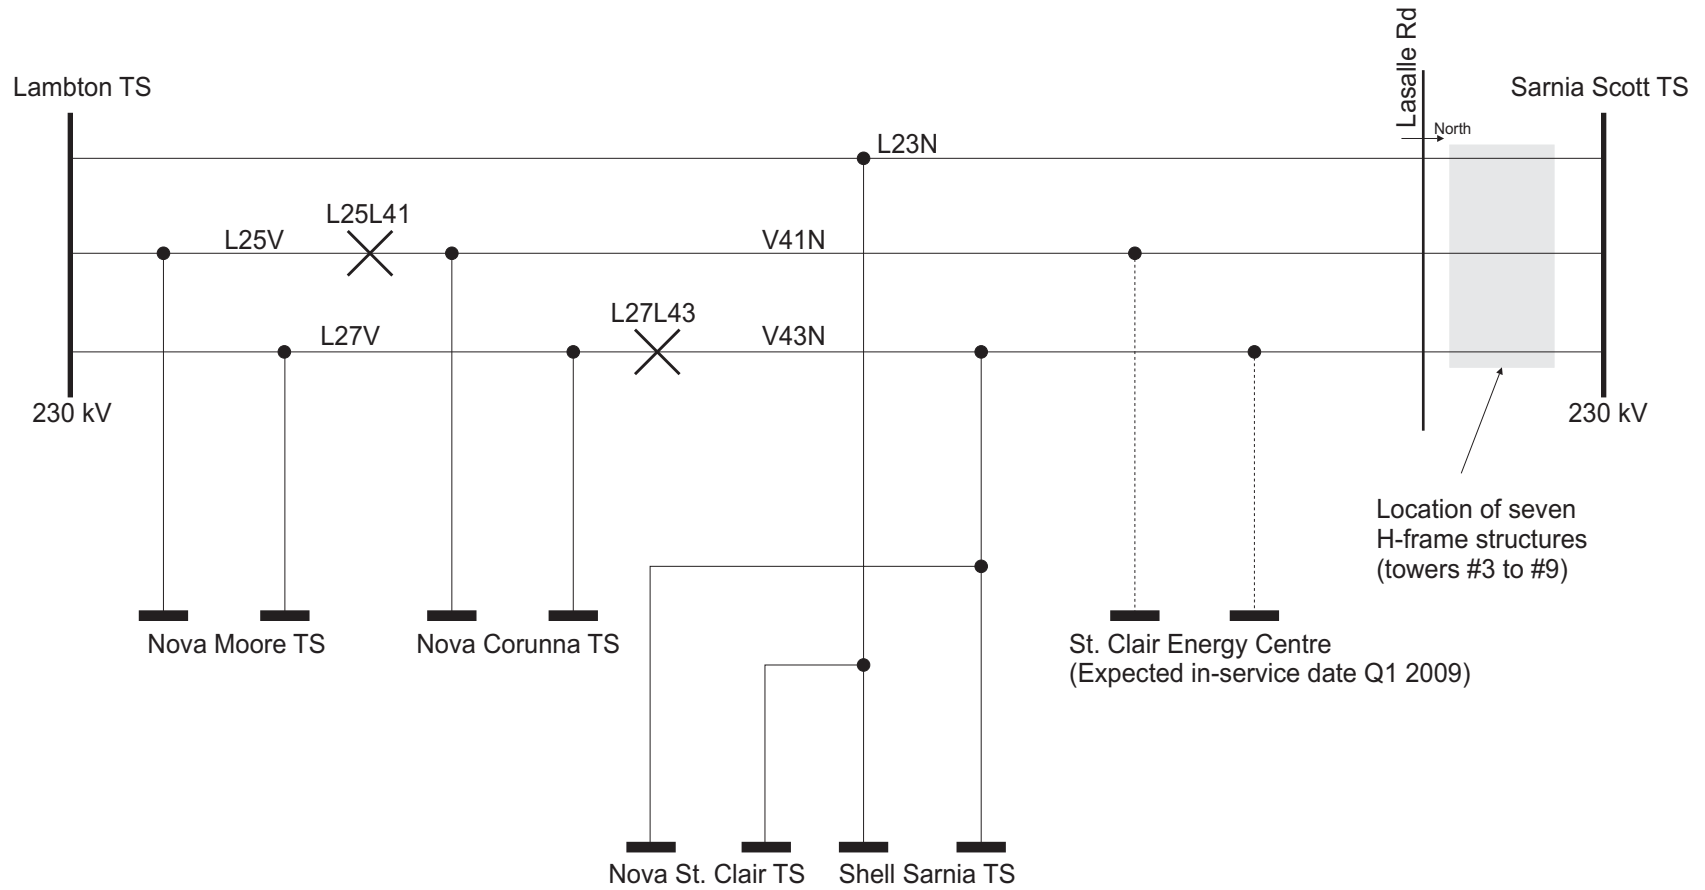 Lasalle Rd
Lambton TS
Sarnia Scott TS
North
L23N
L25L41
L25V
V41N
L27L43
L27V
V43N
230 kV
230 kV
Location of seven
H-frame structures
(towers #3 to #9)
Nova Moore TS
Nova Corunna TS
St. Clair Energy Centre
(Expected in-service date Q1 2009)
Nova St. Clair TS
Shell Sarnia TS